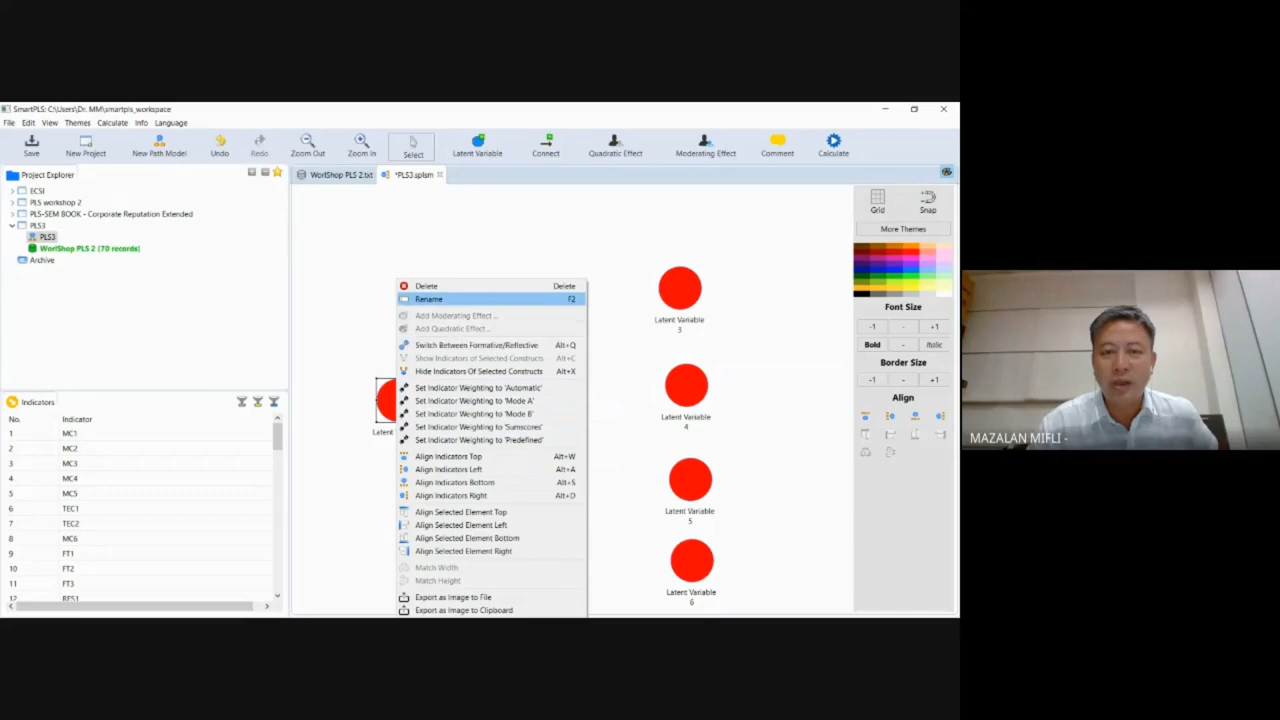 SmartPLS: C:\Users\Dr. MM\smartpls_workspace
File Edit View Themes Calculate Info Language
Save New Project New Path Model Undo Redo Zoom Out Zoom In Select Latent Variable Connect Quadratic Effect Moderating Effect Comment Calculate
Project Explorer
ECSI
PLS workshop 2
PLS-SEM BOOK - Corporate Reputation Extended
PLS3
PLS3
WorlShop PLS 2 [70 records]
Archive
Indicators
No. Indicator
1 MC1
2 MC2
3 MC3
4 MC4
5 MC5
6 TEC1
7 TEC2
8 MC6
9 FT1
10 FT2
11 FT3
12 RES1
WorlShop PLS 2.txt *PLS3.splsm
Latent
Delete Delete
Rename F2
Add Moderating Effect...
Add Quadratic Effect...
Switch Between Formative/Reflective Alt+Q
Show Indicators of Selected Constructs Alt+C
Hide Indicators Of Selected Constructs Alt+X
Set Indicator Weighting to 'Automatic'
Set Indicator Weighting to 'Mode A'
Set Indicator Weighting to 'Mode B'
Set Indicator Weighting to 'Sumscores'
Set Indicator Weighting to 'Predefined'
Align Indicators Top Alt+W
Align Indicators Left Alt+A
Align Indicators Bottom Alt+S
Align Indicators Right Alt+D
Align Selected Element Top
Align Selected Element Left
Align Selected Element Bottom
Align Selected Element Right
Match Width
Match Height
Export as Image to File
Export as Image to Clipboard
Latent Variable
3
Latent Variable
4
Latent Variable
5
Latent Variable
6
Grid Snap
More Themes
Font Size
-1 - +1
Bold - Italic
Border Size
-1 - +1
Align
MAZALAN MIFLI -